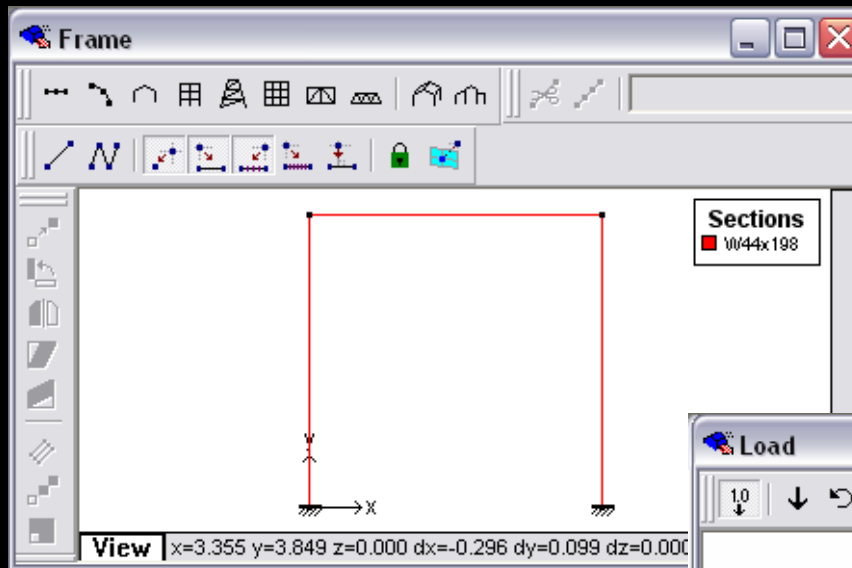 Frame
Sections
W44x198
Y
X
Load
1.0
View x=3.355 y=3.849 z=0.000 dx=-0.296 dy=0.099 dz=0.000